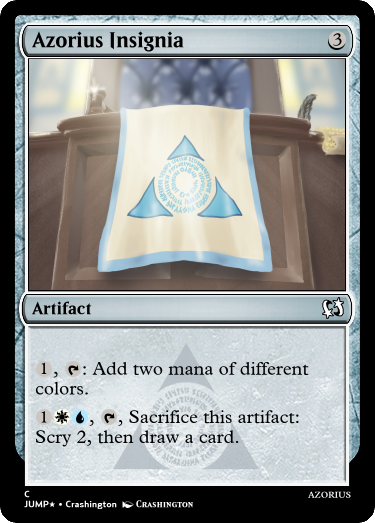 Azorius Insignia 3
Artifact
1, T: Add two mana of different
colors.
1WU, T, Sacrifice this artifact:
Scry 2, then draw a card.
C
JUMP★ • Crashington CRASHINGTON
AZORIUS